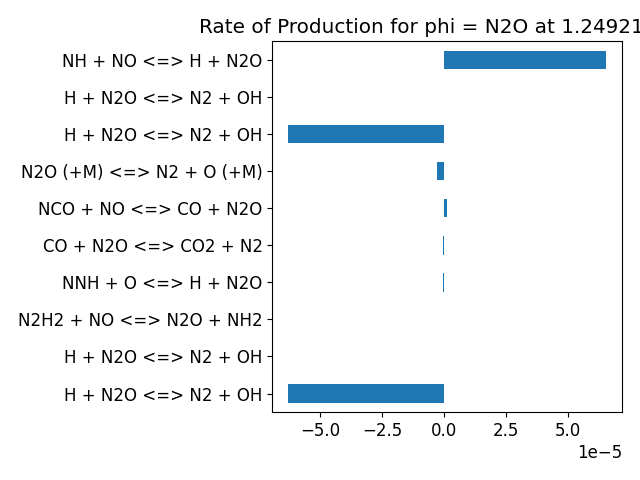 Rate of Production for phi = N2O at 1.24921
NH + NO <=> H + N2O
H + N2O <=> N2 + OH
H + N2O <=> N2 + OH
N2O (+M) <=> N2 + O (+M)
NCO + NO <=> CO + N2O
CO + N2O <=> CO2 + N2
NNH + O <=> H + N2O
N2H2 + NO <=> N2O + NH2
H + N2O <=> N2 + OH
H + N2O <=> N2 + OH
−5.0 −2.5 0.0 2.5 5.0
1e−5